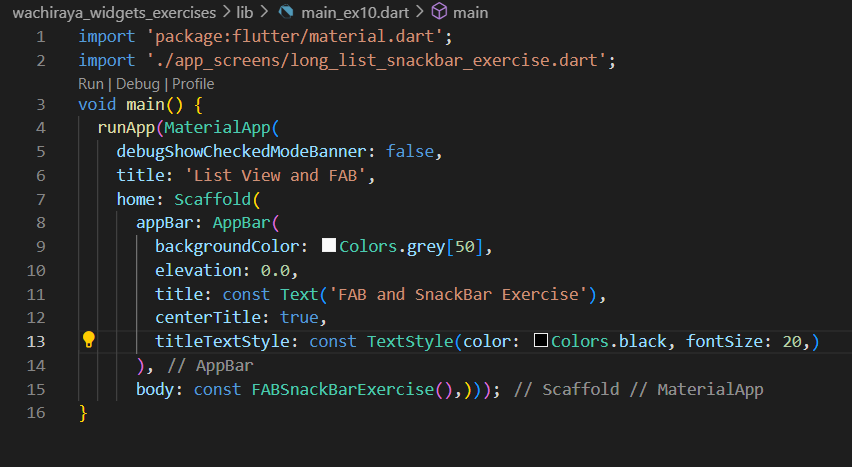 wachiraya_widgets_exercises > lib > main_ex10.dart > main
1 import 'package:flutter/material.dart';
2 import './app_screens/long_list_snackbar_exercise.dart';
Run | Debug | Profile
3 void main() {
4 runApp(MaterialApp(
5 debugShowCheckedModeBanner: false,
6 title: 'List View and FAB',
7 home: Scaffold(
8 appBar: AppBar(
9 backgroundColor: Colors.grey[50],
10 elevation: 0.0,
11 title: const Text('FAB and SnackBar Exercise'),
12 centerTitle: true,
13 titleTextStyle: const TextStyle(color: Colors.black, fontSize: 20,)
14 ), // AppBar
15 body: const FABSnackBarExercise(),))); // Scaffold // MaterialApp
16 }